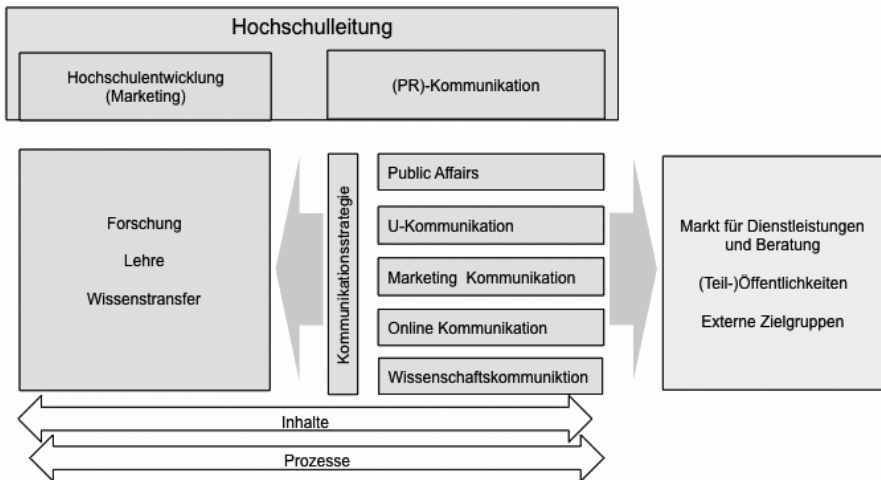 Hochschulleitung
Hochschulentwicklung
(Marketing)
(PR)-Kommunikation
Forschung
Lehre
Wissenstransfer
Kommunikationsstrategie
Public Affairs
U-Kommunikation
Marketing Kommunikation
Online Kommunikation
Wissenschaftskommuniktion
Markt für Dienstleistungen
und Beratung
(Teil-)Öffentlichkeiten
Externe Zielgruppen
Inhalte
Prozesse